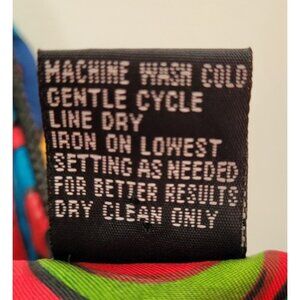 MACHINE WASH COLD
GENTLE CYCLE
LINE DRY
IRON ON LOWEST
SETTING AS NEEDED
FOR BETTER RESULTS
DRY CLEAN ONLY